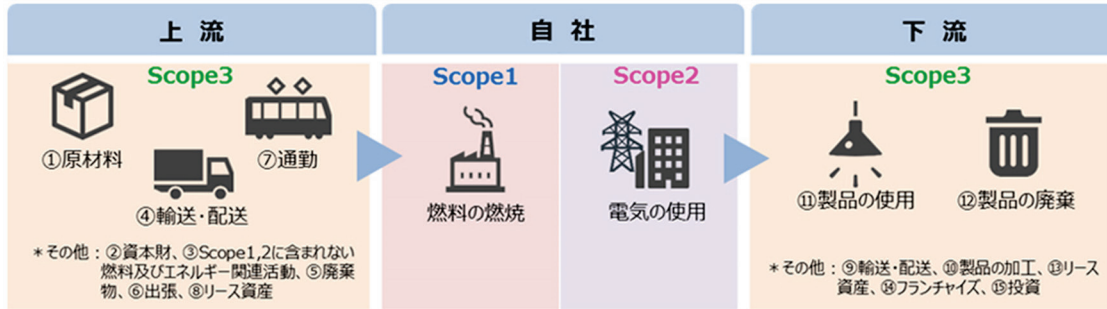 上 流
Scope3
①原材料
⑦通勤
④輸送・配送
＊その他：②資本財、③Scope1,2に含まれない
燃料及びエネルギー関連活動、⑤廃棄
物、⑥出張、⑧リース資産
自 社
Scope1
燃料の燃焼
Scope2
電気の使用
下 流
Scope3
⑪製品の使用
⑫製品の廃棄
＊その他：⑨輸送・配送、⑩製品の加工、⑬リース
資産、⑭フランチャイズ、⑮投資